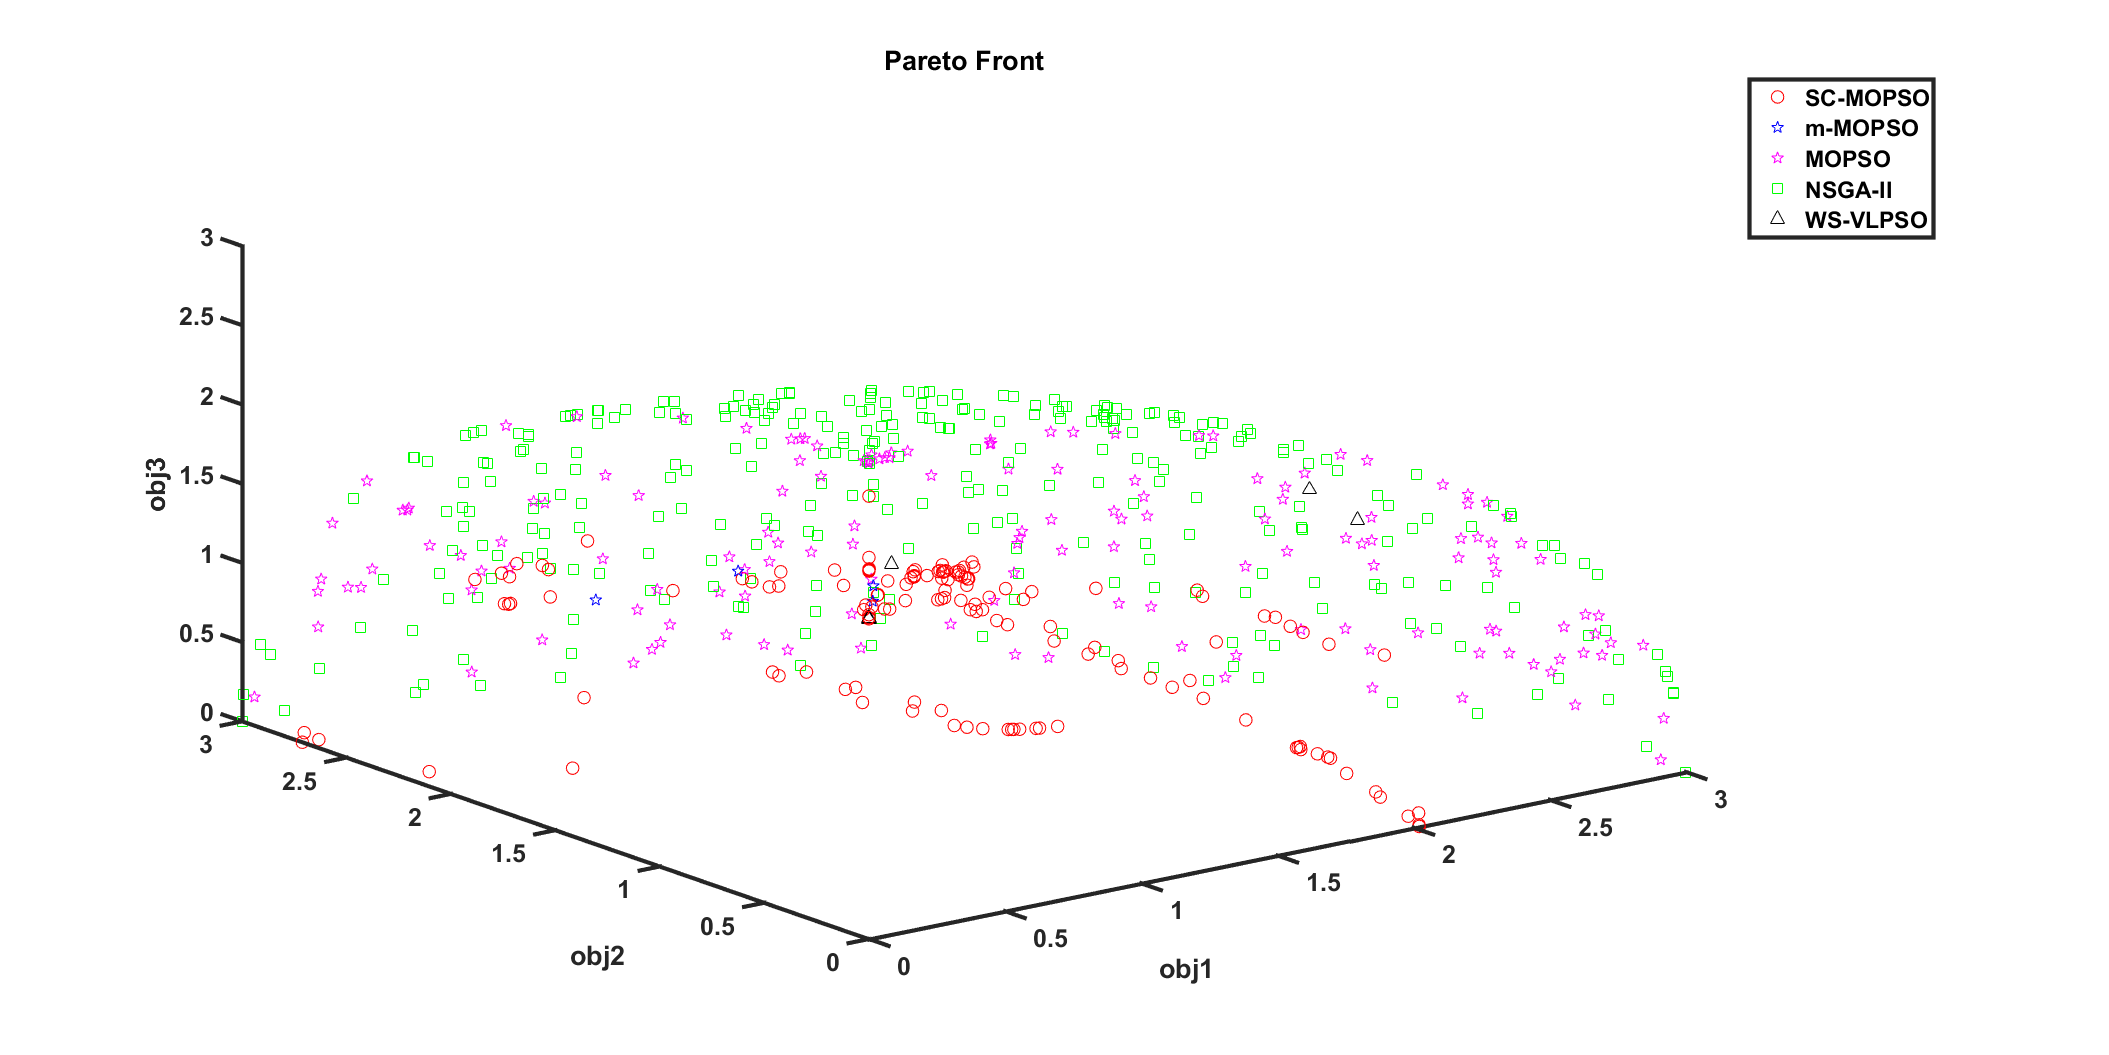 Pareto Front
SC-MOPSO
m-MOPSO
MOPSO
NSGA-II
WS-VLPSO
3
2.5
2
1.5
1
0.5
0
obj3
3
2.5
2
1.5
1
0.5
0
obj2
0
0.5
1
1.5
2
2.5
3
obj1